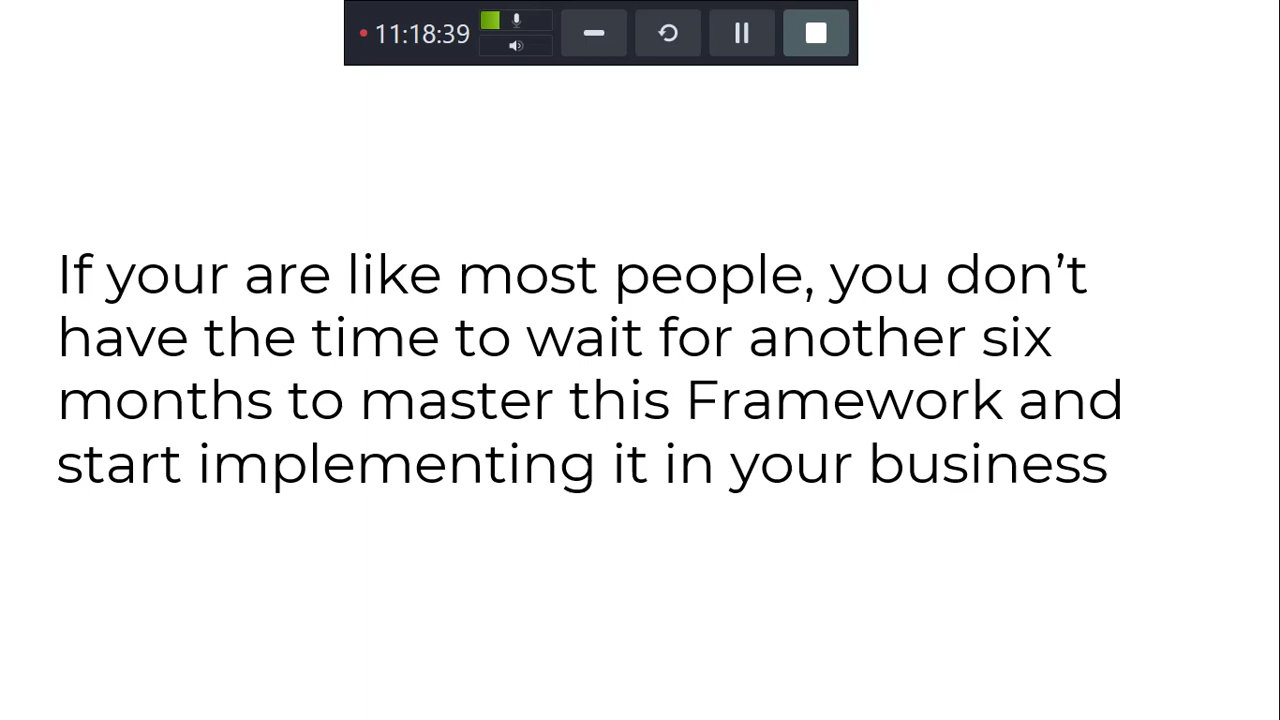 11:18:39
If your are like most people, you don’t
have the time to wait for another six
months to master this Framework and
start implementing it in your business